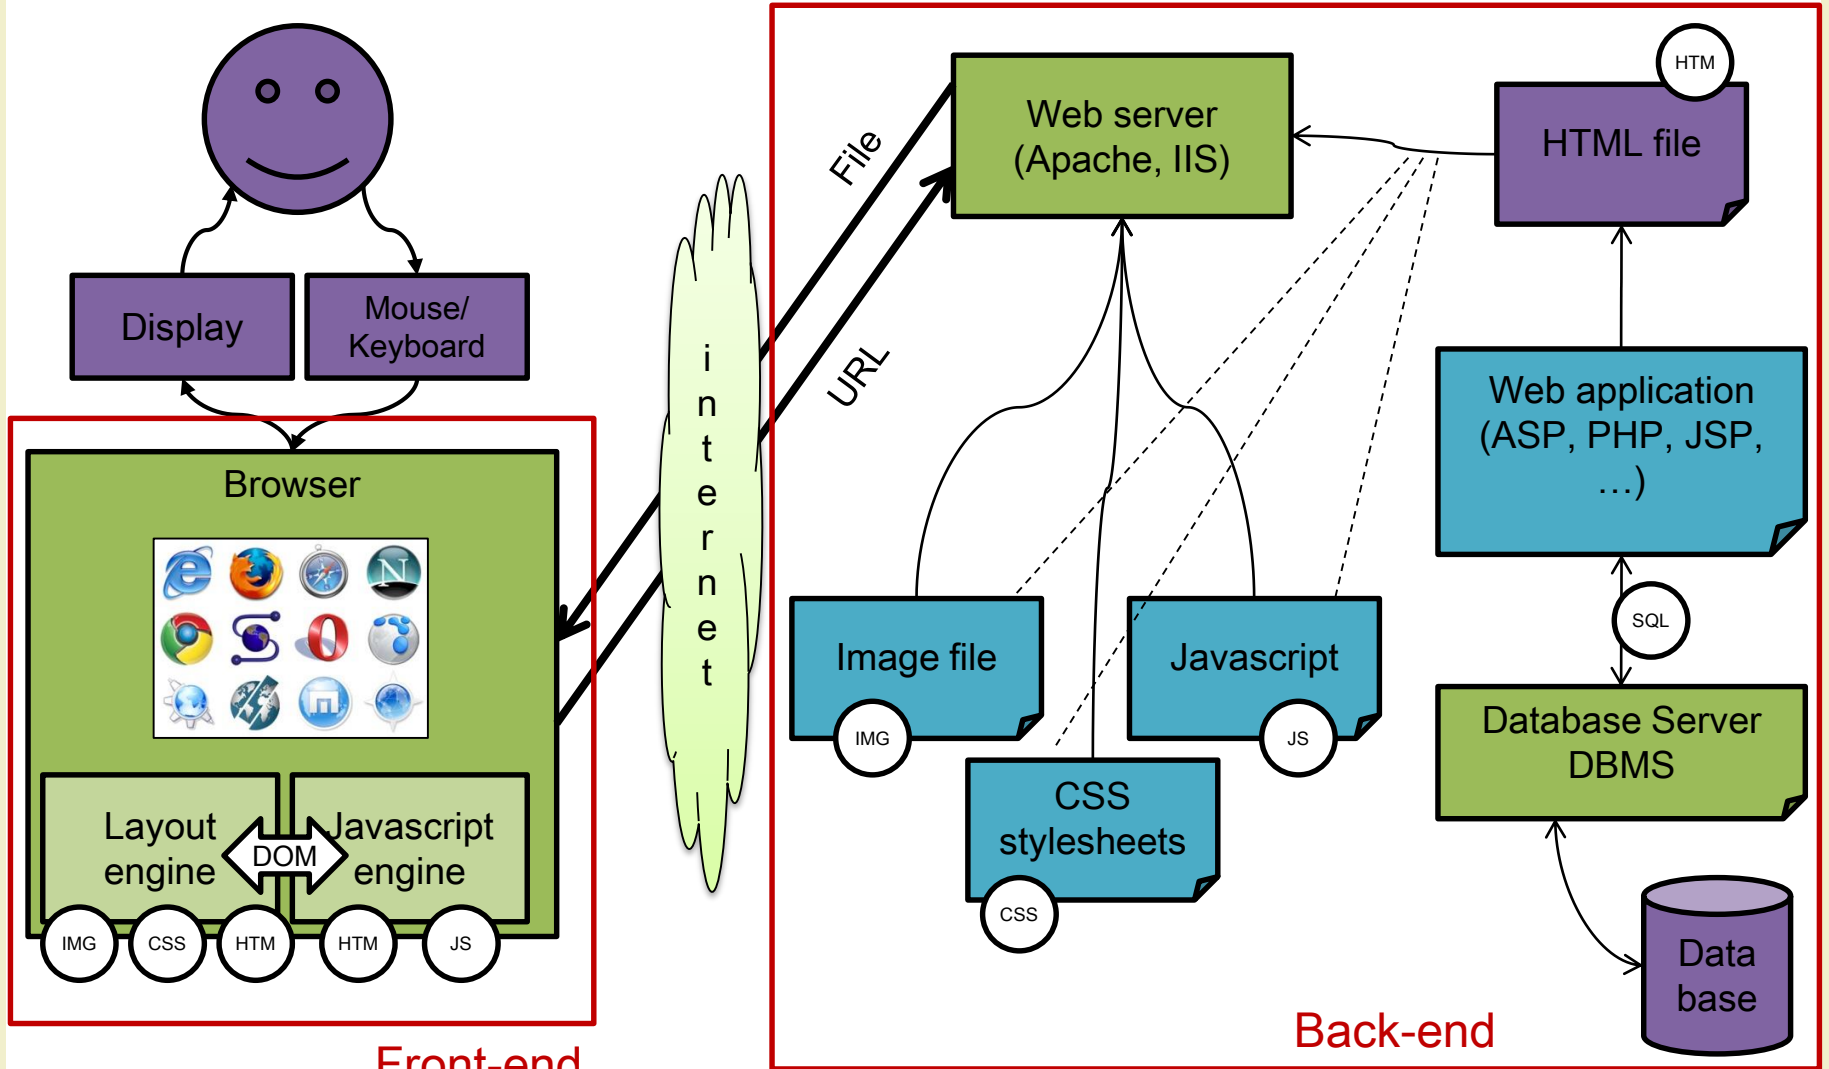 Display
Mouse/
Keyboard
Browser
N
Layout
engine
DOM
Javascript
engine
IMG
CSS
HTM
HTM
JS
Front-end
i
n
t
e
r
n
e
t
File
URL
Web server
(Apache, IIS)
HTM
HTML file
Web application
(ASP, PHP, JSP,
…)
SQL
Image file
IMG
Javascript
JS
CSS
stylesheets
CSS
Database Server
DBMS
Data
base
Back-end